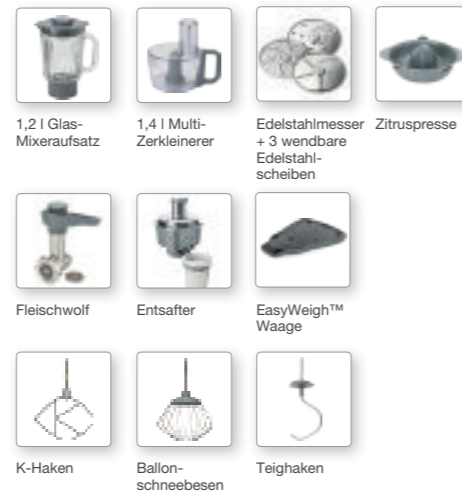 1,2 l Glas-
Mixeraufsatz
1,4 l Multi-
Zerkleinerer
Edelstahlmesser
+ 3 wendbare
Edelstahl-
scheiben
Zitruspresse
Fleischwolf
Entsafter
EasyWeigh™
Waage
K-Haken
Ballon-
schneebesen
Teighaken